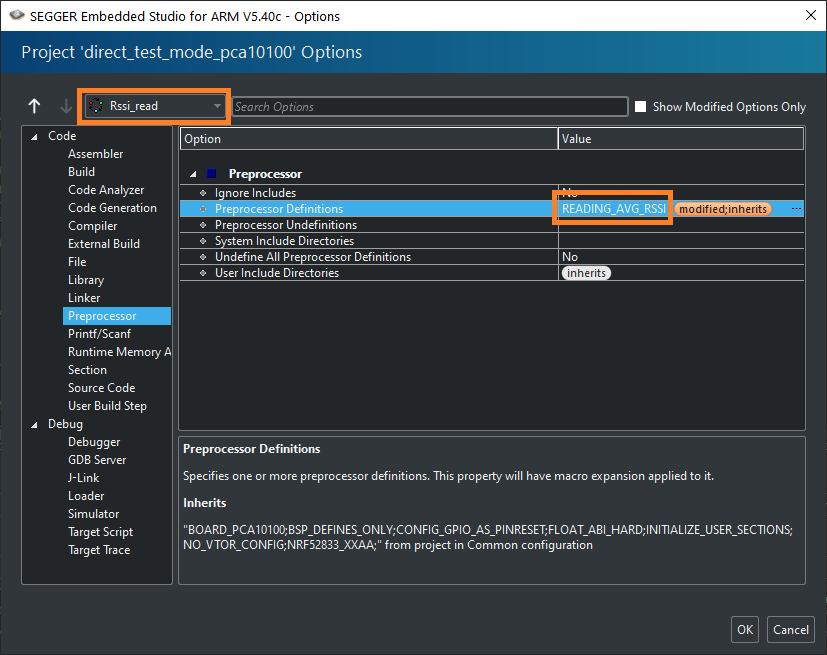 SEGGER Embedded Studio for ARM V5.40c - Options
Project 'direct_test_mode_pca10100' Options
Rssi_read
Search Options
Show Modified Options Only
Code
Assembler
Build
Code Analyzer
Code Generation
Compiler
External Build
File
Library
Linker
Preprocessor
Printf/Scanf
Runtime Memory A
Section
Source Code
User Build Step
Debug
Debugger
GDB Server
J-Link
Loader
Simulator
Target Script
Target Trace
Option Value
Preprocessor
Ignore Includes No
Preprocessor Definitions READING_AVG_RSSI modified;inherits ...
Preprocessor Undefinitions
System Include Directories
Undefine All Preprocessor Definitions No
User Include Directories inherits
Preprocessor Definitions
Specifies one or more preprocessor definitions. This property will have macro expansion applied to it.
Inherits
"BOARD_PCA10100;BSP_DEFINES_ONLY;CONFIG_GPIO_AS_PINRESET;FLOAT_ABI_HARD;INITIALIZE_USER_SECTIONS;
NO_VTOR_CONFIG;NRF52833_XXAA;" from project in Common configuration
OK Cancel